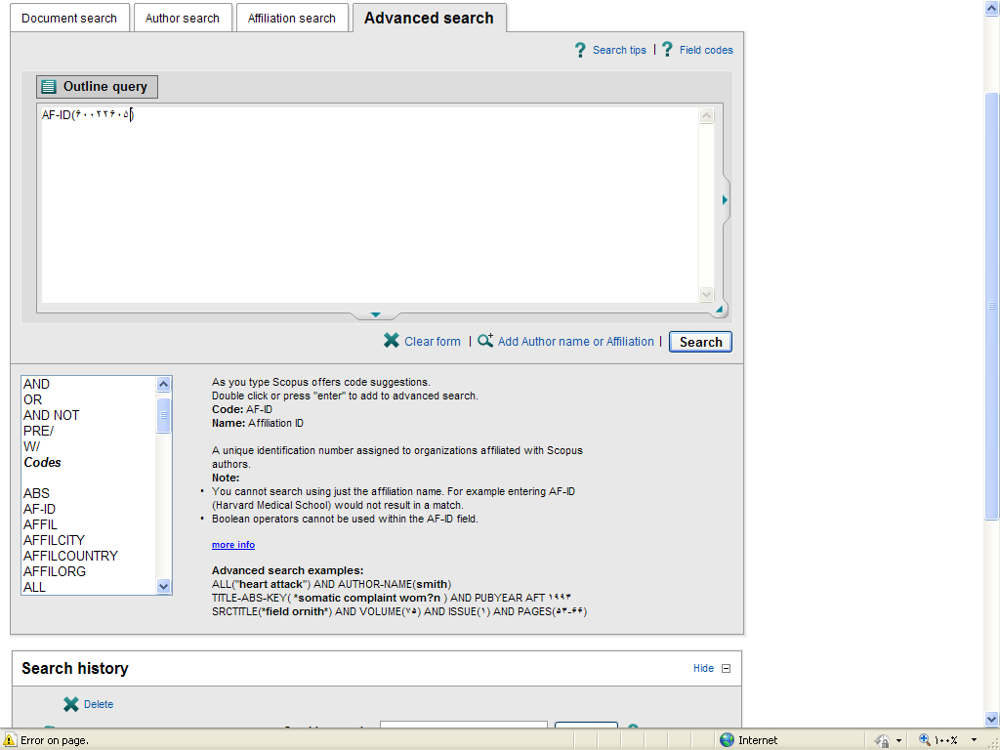 Document search Author search Affiliation search Advanced search
? Search tips | ? Field codes
Outline query
AF-ID(۶۰۰۲۲۶۰۵)
Clear form | Add Author name or Affiliation | Search
AND
OR
AND NOT
PRE/
W/
Codes
ABS
AF-ID
AFFIL
AFFILCITY
AFFILCOUNTRY
AFFILORG
ALL
As you type Scopus offers code suggestions.
Double click or press "enter" to add to advanced search.
Code: AF-ID
Name: Affiliation ID
A unique identification number assigned to organizations affiliated with Scopus
authors.
Note:
• You cannot search using just the affiliation name. For example entering AF-ID
(Harvard Medical School) would not result in a match.
• Boolean operators cannot be used within the AF-ID field.
more info
Advanced search examples:
ALL("heart attack") AND AUTHOR-NAME(smith)
TITLE-ABS-KEY( *somatic complaint wom?n ) AND PUBYEAR AFT ۱۹۹۳
SRCTITLE(*field ornith*) AND VOLUME(۷۵) AND ISSUE(۱) AND PAGES(۵۳-۶۶)
Search history
Hide
Delete
Error on page.
Internet
۱۰۰%